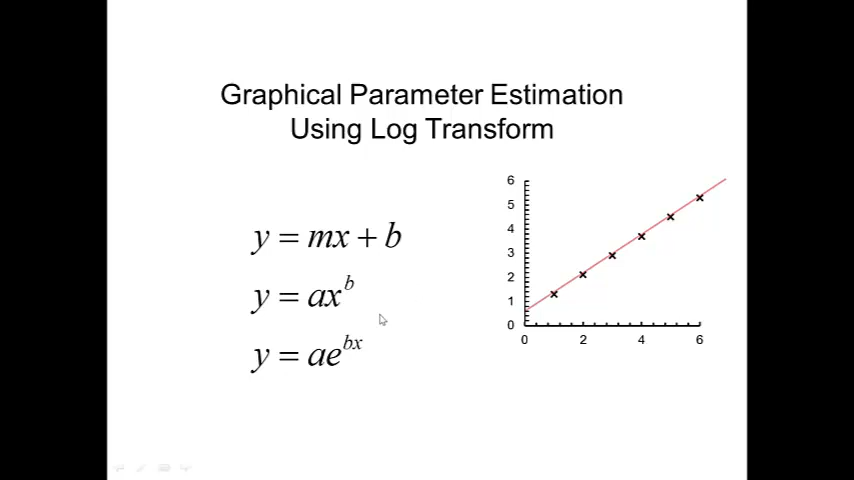 Graphical Parameter Estimation
Using Log Transform
y = mx + b
y = ax^b
y = ae^{bx}
6
5
4
3
2
1
0
0 2 4 6